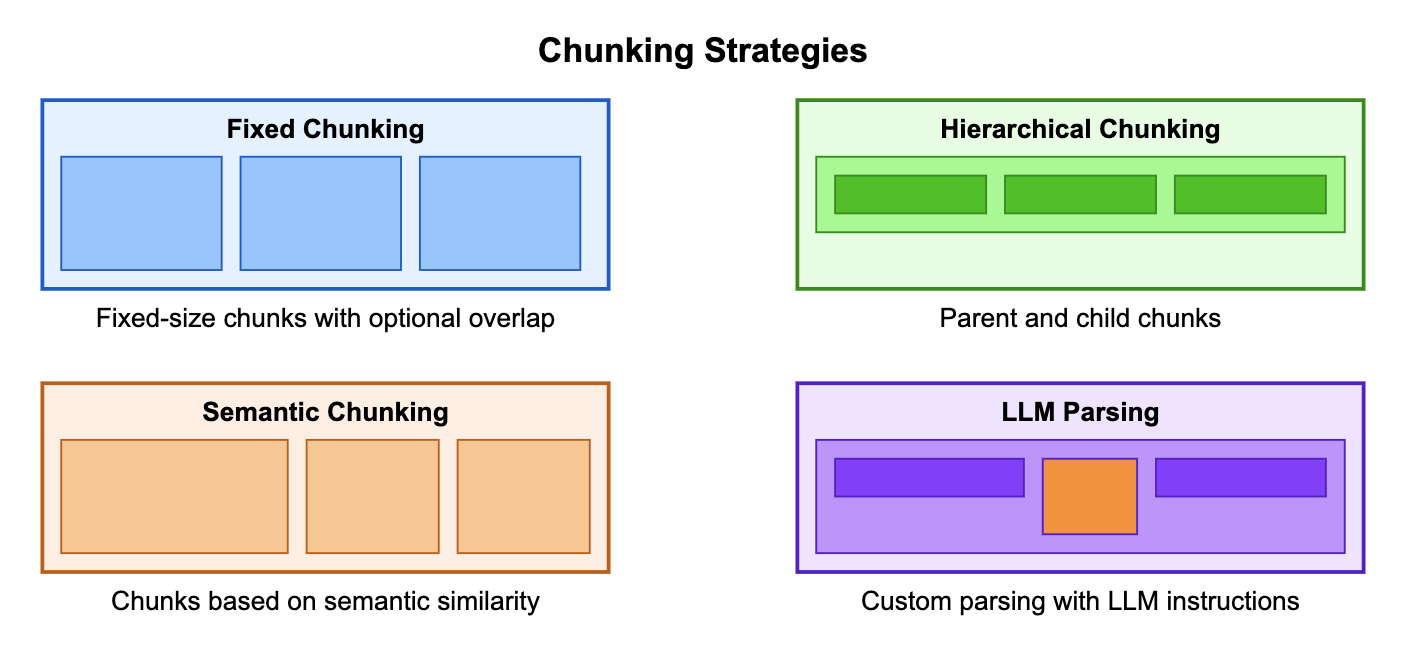 Chunking Strategies
Fixed Chunking
Fixed-size chunks with optional overlap
Hierarchical Chunking
Parent and child chunks
Semantic Chunking
Chunks based on semantic similarity
LLM Parsing
Custom parsing with LLM instructions